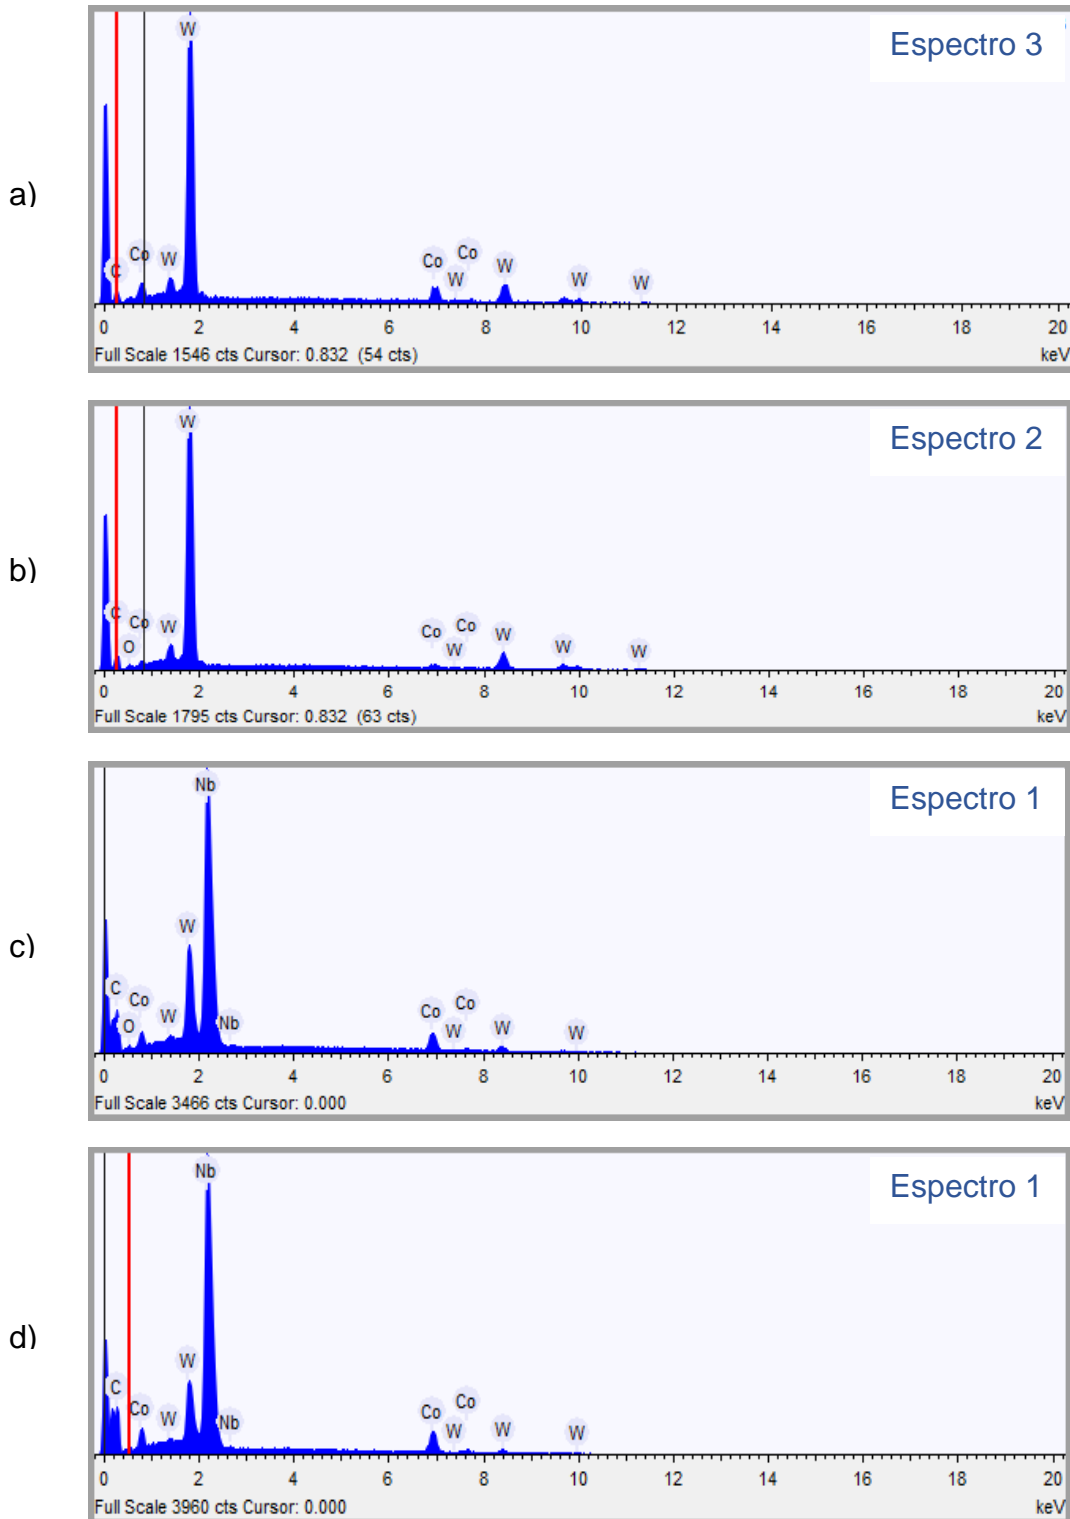 a)
Espectro 3
W
C
Co
W
Co
W
Co
W
W
W
0 2 4 6 8 10 12 14 16 18 20
Full Scale 1546 cts Cursor: 0.832 (54 cts)
keV
b)
Espectro 2
W
C
O
Co
W
Co
W
Co
W
W
W
0 2 4 6 8 10 12 14 16 18 20
Full Scale 1795 cts Cursor: 0.832 (63 cts)
keV
c)
Espectro 1
Nb
W
C
O
Co
W
Nb
Co
W
Co
W
W
0 2 4 6 8 10 12 14 16 18 20
Full Scale 3466 cts Cursor: 0.000
keV
d)
Espectro 1
Nb
W
C
Co
W
Nb
Co
W
Co
W
W
0 2 4 6 8 10 12 14 16 18 20
Full Scale 3960 cts Cursor: 0.000
keV